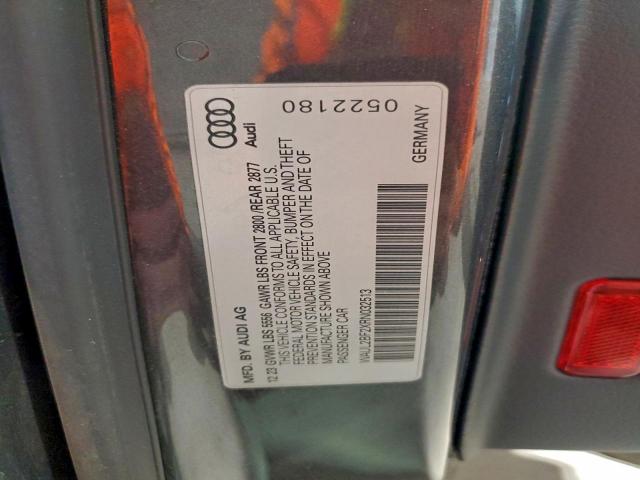 MFD. BY AUDI AG
12 23 GVWR LBS 5556 GAWR LBS FRONT 2800 /REAR 2877
THIS VEHICLE CONFORMS TO ALL APPLICABLE U.S.
FEDERAL MOTOR VEHICLE SAFETY, BUMPER AND THEFT
PREVENTION STANDARDS IN EFFECT ON THE DATE OF
MANUFACTURE SHOWN ABOVE
PASSENGER CAR
WAUL2BF2XRN032513
Audi
0522180
GERMANY